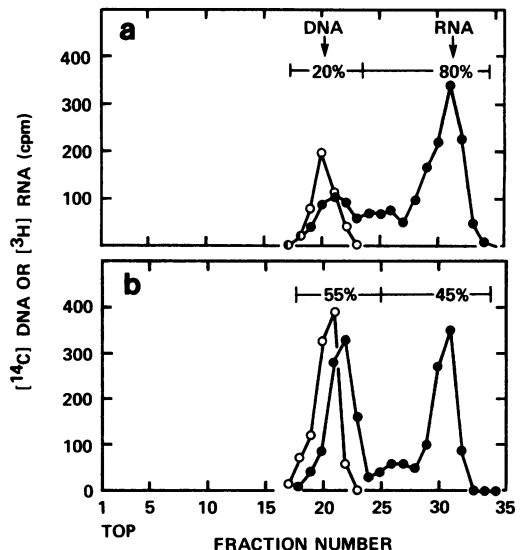 a
DNA RNA
20% 80%
400
300
200
100
b
55% 45%
400
300
200
100
0
[14C] DNA OR [3H] RNA (cpm)
1 5 10 15 20 25 30 35
TOP
FRACTION NUMBER